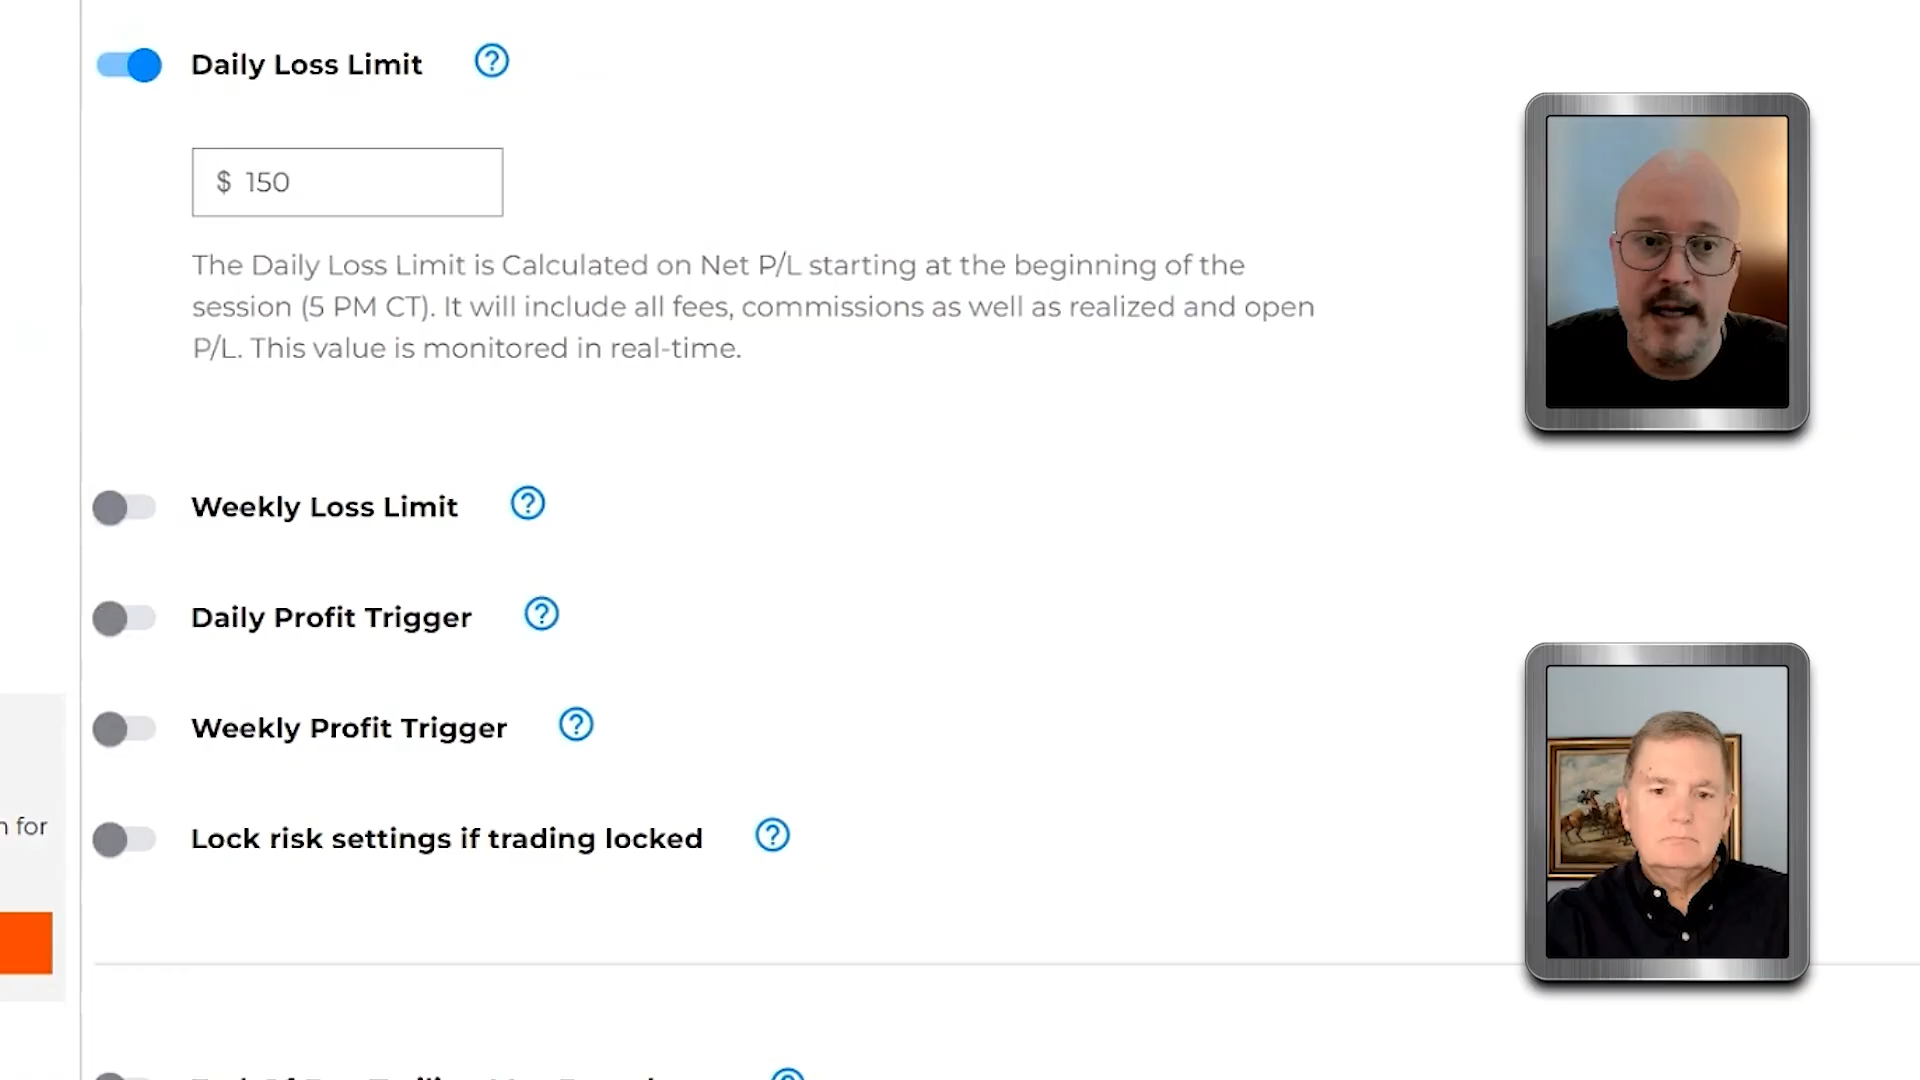 Daily Loss Limit
$ 150
The Daily Loss Limit is Calculated on Net P/L starting at the beginning of the
session (5 PM CT). It will include all fees, commissions as well as realized and open
P/L. This value is monitored in real-time.
Weekly Loss Limit
Daily Profit Trigger
Weekly Profit Trigger
for
Lock risk settings if trading locked